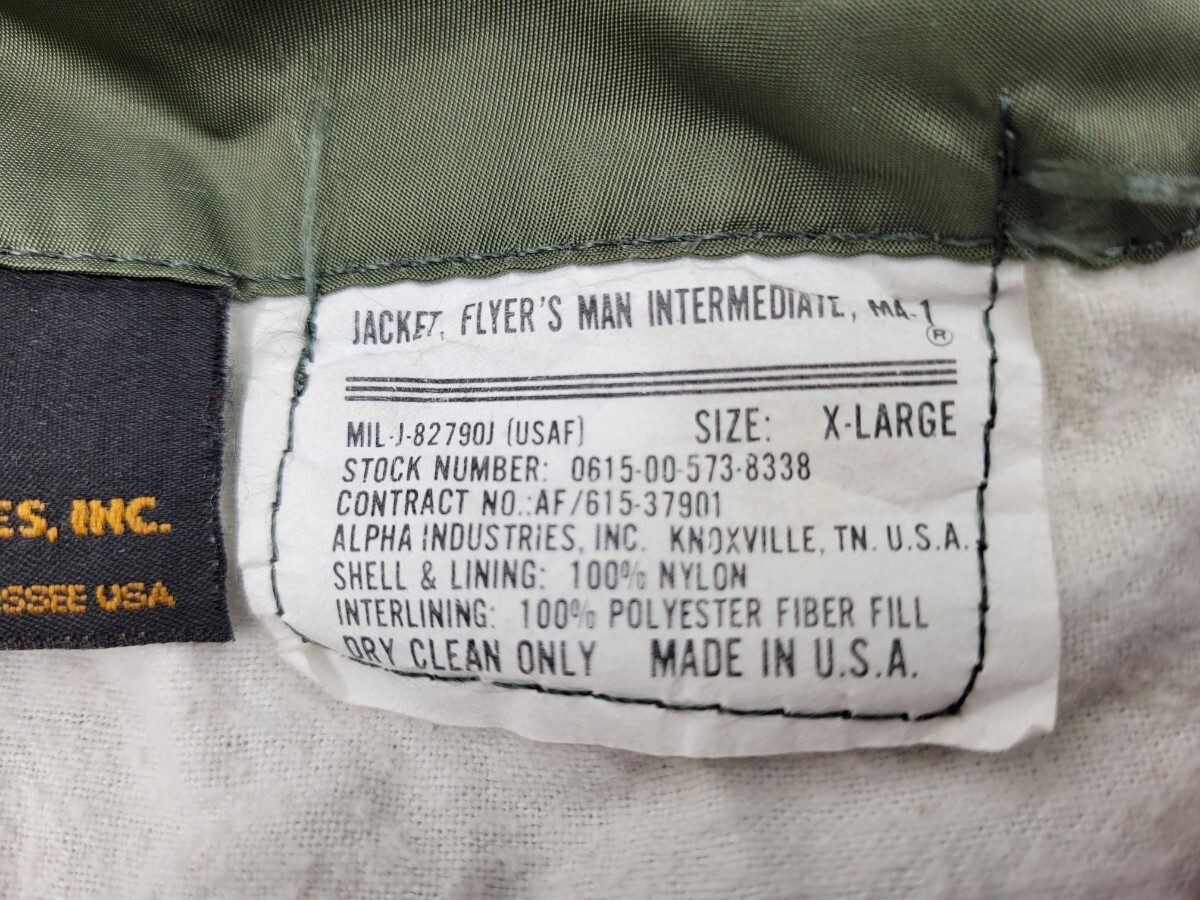 JACKET, FLYER'S MAN INTERMEDIATE, MA-1 ®
MIL-J-82790J (USAF) SIZE: X-LARGE
STOCK NUMBER: 0615-00-573-8338
CONTRACT NO.:AF/615-37901
ALPHA INDUSTRIES, INC. KNOXVILLE, TN. U.S.A.
SHELL & LINING: 100% NYLON
INTERLINING: 100% POLYESTER FIBER FILL
DRY CLEAN ONLY MADE IN U.S.A.
ES, INC.
SSEE USA